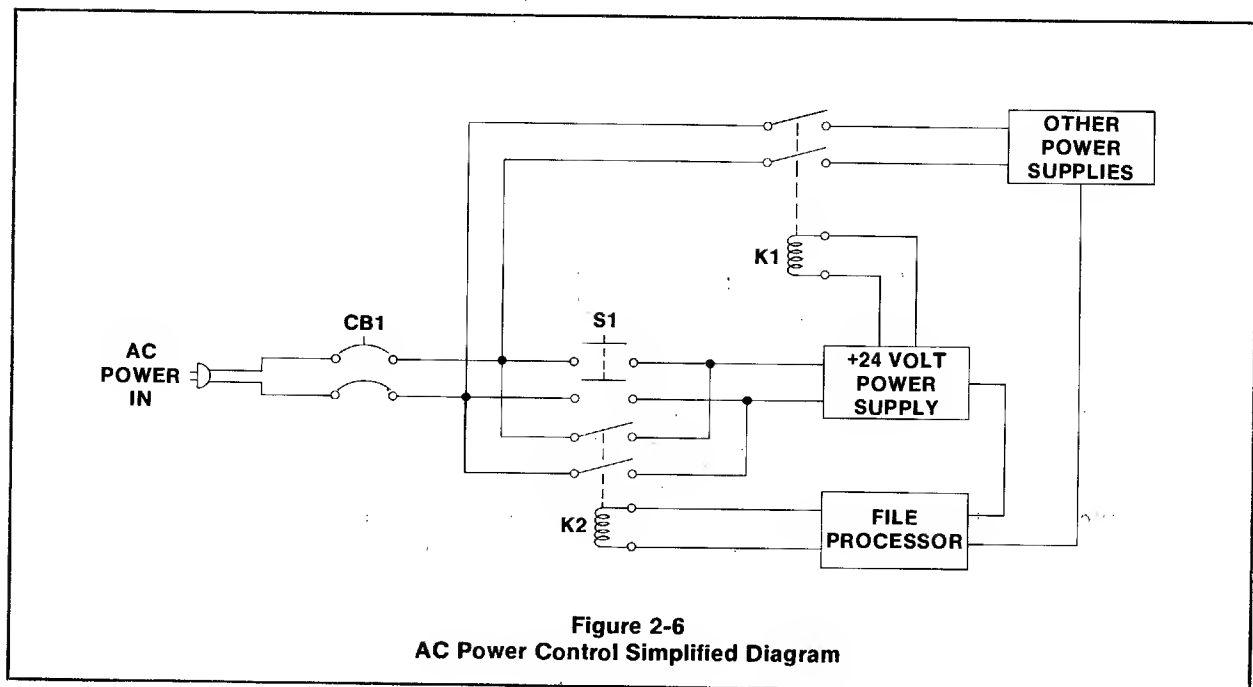 OTHER
POWER
SUPPLIES
K1
CB1
S1
AC
POWER
IN
+24 VOLT
POWER
SUPPLY
K2
FILE
PROCESSOR
Figure 2-6
AC Power Control Simplified Diagram